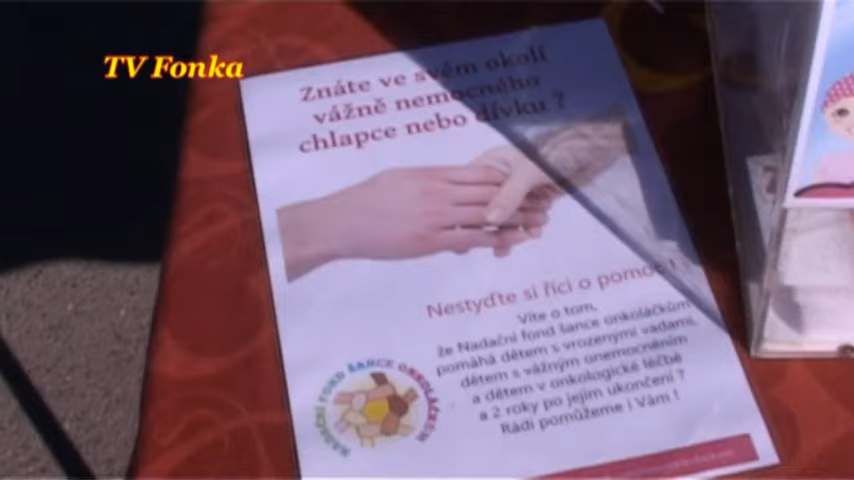 TV Fonka
Znáte ve svém okolí
vážně nemocného
chlapce nebo dívku ?
Nestyďte si říci o pomoc !
Víte o tom,
že Nadační fond šance onkoláčkům
pomáhá dětem s vrozenými vadami,
dětem s vážným onemocněním
a dětem v onkologické léčbě
a 2 roky po jejím ukončení ?
Rádi pomůžeme i Vám !
NADAČNÍ FOND ŠANCE ONKOLÁČKŮM